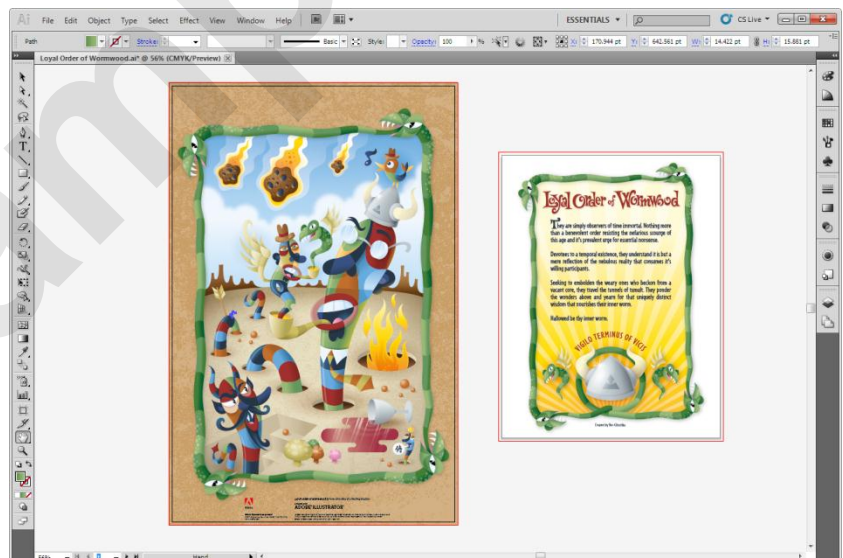 Ai File Edit Object Type Select Effect View Window Help Br ESSENTIALS CS Live
Path Stroke: Basic Style: Opacity: 100 % X: 170.944 pt Y: 642.561 pt W: 14.422 pt H: 15.881 pt
Loyal Order of Wormwood.ai* @ 56% (CMYK/Preview)
Loyal Order of Wormwood
They are simply observers of time immortal. Nothing more
than a benevolent order resisting the nefarious scourge of
this age and it's prevalent urge for essential nonsense.
Devotees to a temporal existence, they understand it is but a
mere reflection of the nebulous reality that consumes it's
willing participants.
Seeking to embolden the weary ones who beckon from a
vacant core, they travel the tunnels of tumult. They ponder
the wonders above and yearn for that uniquely distinct
wisdom that nourishes their inner worm.
Hallowed be thy inner worm.
VIGILO TERMINUS OF VICIS
ADOBE ILLUSTRATOR
56% Hand